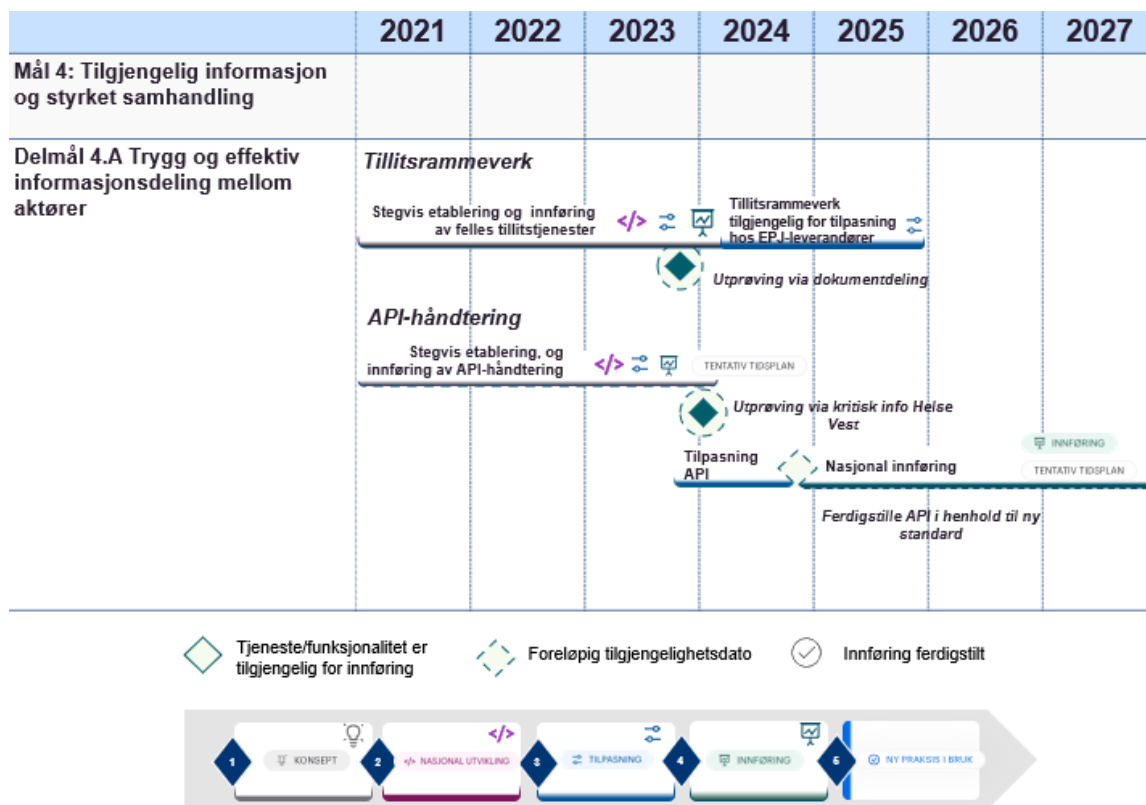 2021 2022 2023 2024 2025 2026 2027
Mål 4: Tilgjengelig informasjon
og styrket samhandling
Delmål 4.A Trygg og effektiv
informasjonsdeling mellom
aktører
Tillitsrammeverk
Stegvis etablering og innføring
av felles tillitstjenester
</>
Tillitsrammeverk
tilgjengelig for tilpasning
hos EPJ-leverandører
Utprøving via dokumentdeling
API-håndtering
Stegvis etablering, og
innføring av API-håndtering
</>
TENTATIV TIDSPLAN
Utprøving via kritisk info Helse
Vest
Tilpasning
API
Nasjonal innføring
INNFØRING
TENTATIV TIDSPLAN
Ferdigstille API i henhold til ny
standard
Tjeneste/funksjonalitet er
tilgjengelig for innføring
Foreløpig tilgjengelighetsdato
Innføring ferdigstilt
1 KONSEPT
2 </> </> NASJONAL UTVIKLING
3 TILPASNING
4 INNFØRING
5 NY PRAKSIS I BRUK